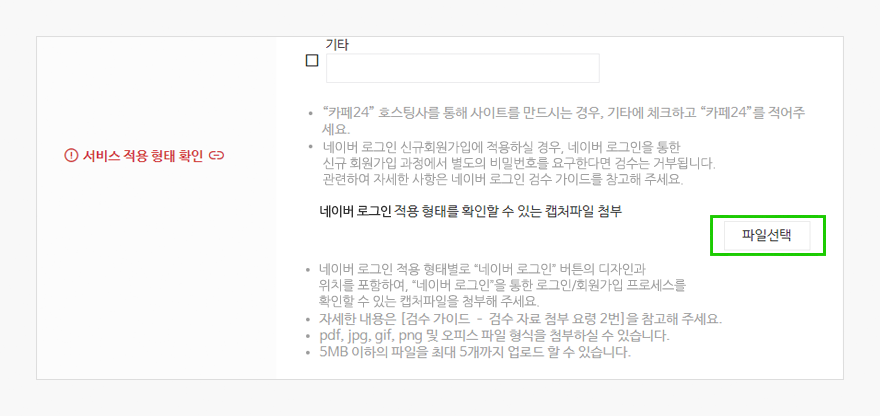 기타
서비스 적용 형태 확인
• “카페24” 호스팅사를 통해 사이트를 만드시는 경우, 기타에 체크하고 “카페24”를 적어주
세요.
• 네이버 로그인 신규회원가입에 적용하실 경우, 네이버 로그인을 통한
신규 회원가입 과정에서 별도의 비밀번호를 요구한다면 검수는 거부됩니다.
관련하여 자세한 사항은 네이버 로그인 검수 가이드를 참고해 주세요.
네이버 로그인 적용 형태를 확인할 수 있는 캡처파일 첨부
파일선택
• 네이버 로그인 적용 형태별로 “네이버 로그인” 버튼의 디자인과
위치를 포함하여, “네이버 로그인”을 통한 로그인/회원가입 프로세스를
확인할 수 있는 캡처파일을 첨부해 주세요.
• 자세한 내용은 [검수 가이드 - 검수 자료 첨부 요령 2번]을 참고해 주세요.
• pdf, jpg, gif, png 및 오피스 파일 형식을 첨부하실 수 있습니다.
• 5MB 이하의 파일을 최대 5개까지 업로드 할 수 있습니다.